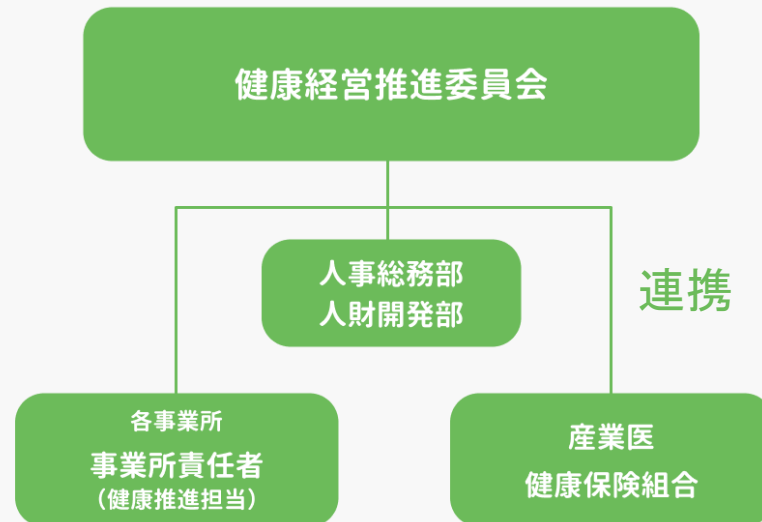 健康経営推進委員会
人事総務部
人財開発部
連携
各事業所
事業所責任者
（健康推進担当）
産業医
健康保険組合